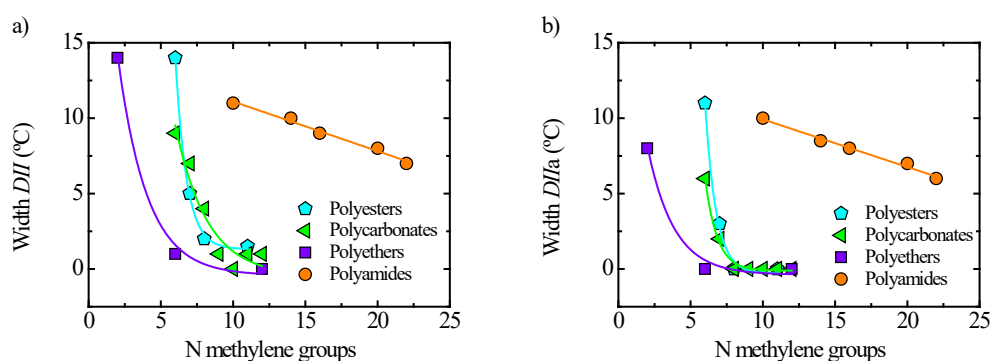 a)
Width DII (ºC)
15
10
5
0
0 5 10 15 20 25
N methylene groups
Polyesters
Polycarbonates
Polyethers
Polyamides
b)
Width DIIa (ºC)
15
10
5
0
0 5 10 15 20 25
N methylene groups
Polyesters
Polycarbonates
Polyethers
Polyamides